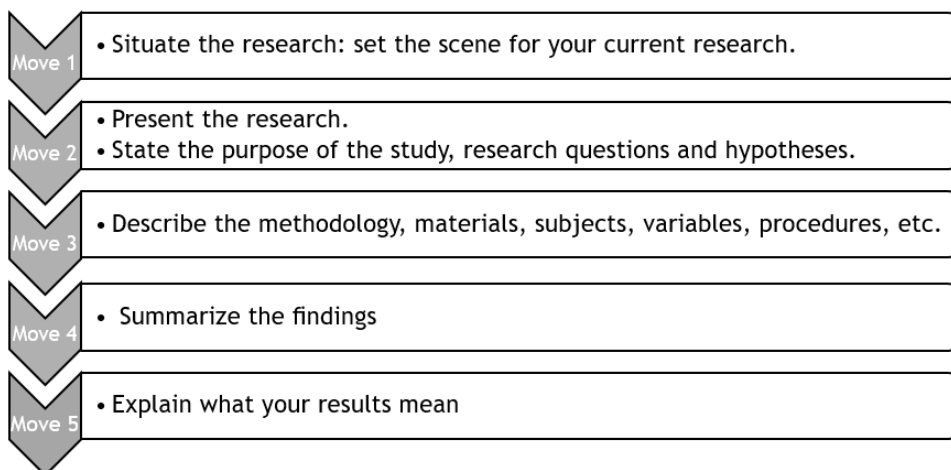 Move 1
• Situate the research: set the scene for your current research.
Move 2
• Present the research.
• State the purpose of the study, research questions and hypotheses.
Move 3
• Describe the methodology, materials, subjects, variables, procedures, etc.
Move 4
• Summarize the findings
Move 5
• Explain what your results mean